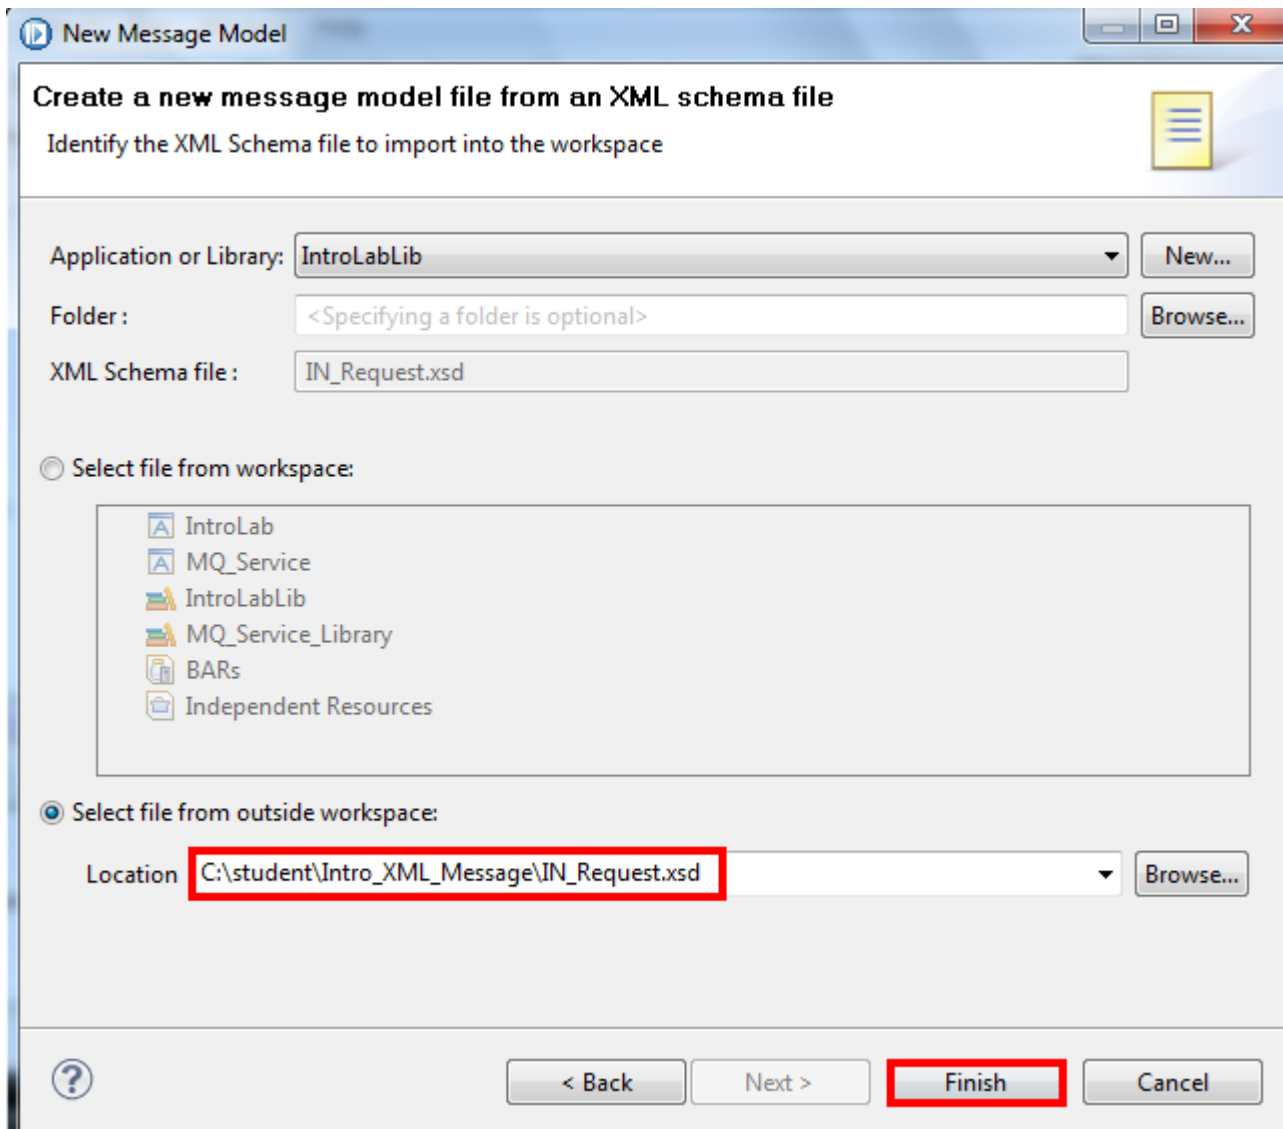 New Message Model
Create a new message model file from an XML schema file
Identify the XML Schema file to import into the workspace
Application or Library: IntroLabLib New...
Folder : <Specifying a folder is optional> Browse...
XML Schema file : IN_Request.xsd
Select file from workspace:
IntroLab
MQ_Service
IntroLabLib
MQ_Service_Library
BARs
Independent Resources
Select file from outside workspace:
Location C:\student\Intro_XML_Message\IN_Request.xsd Browse...
? < Back Next > Finish Cancel